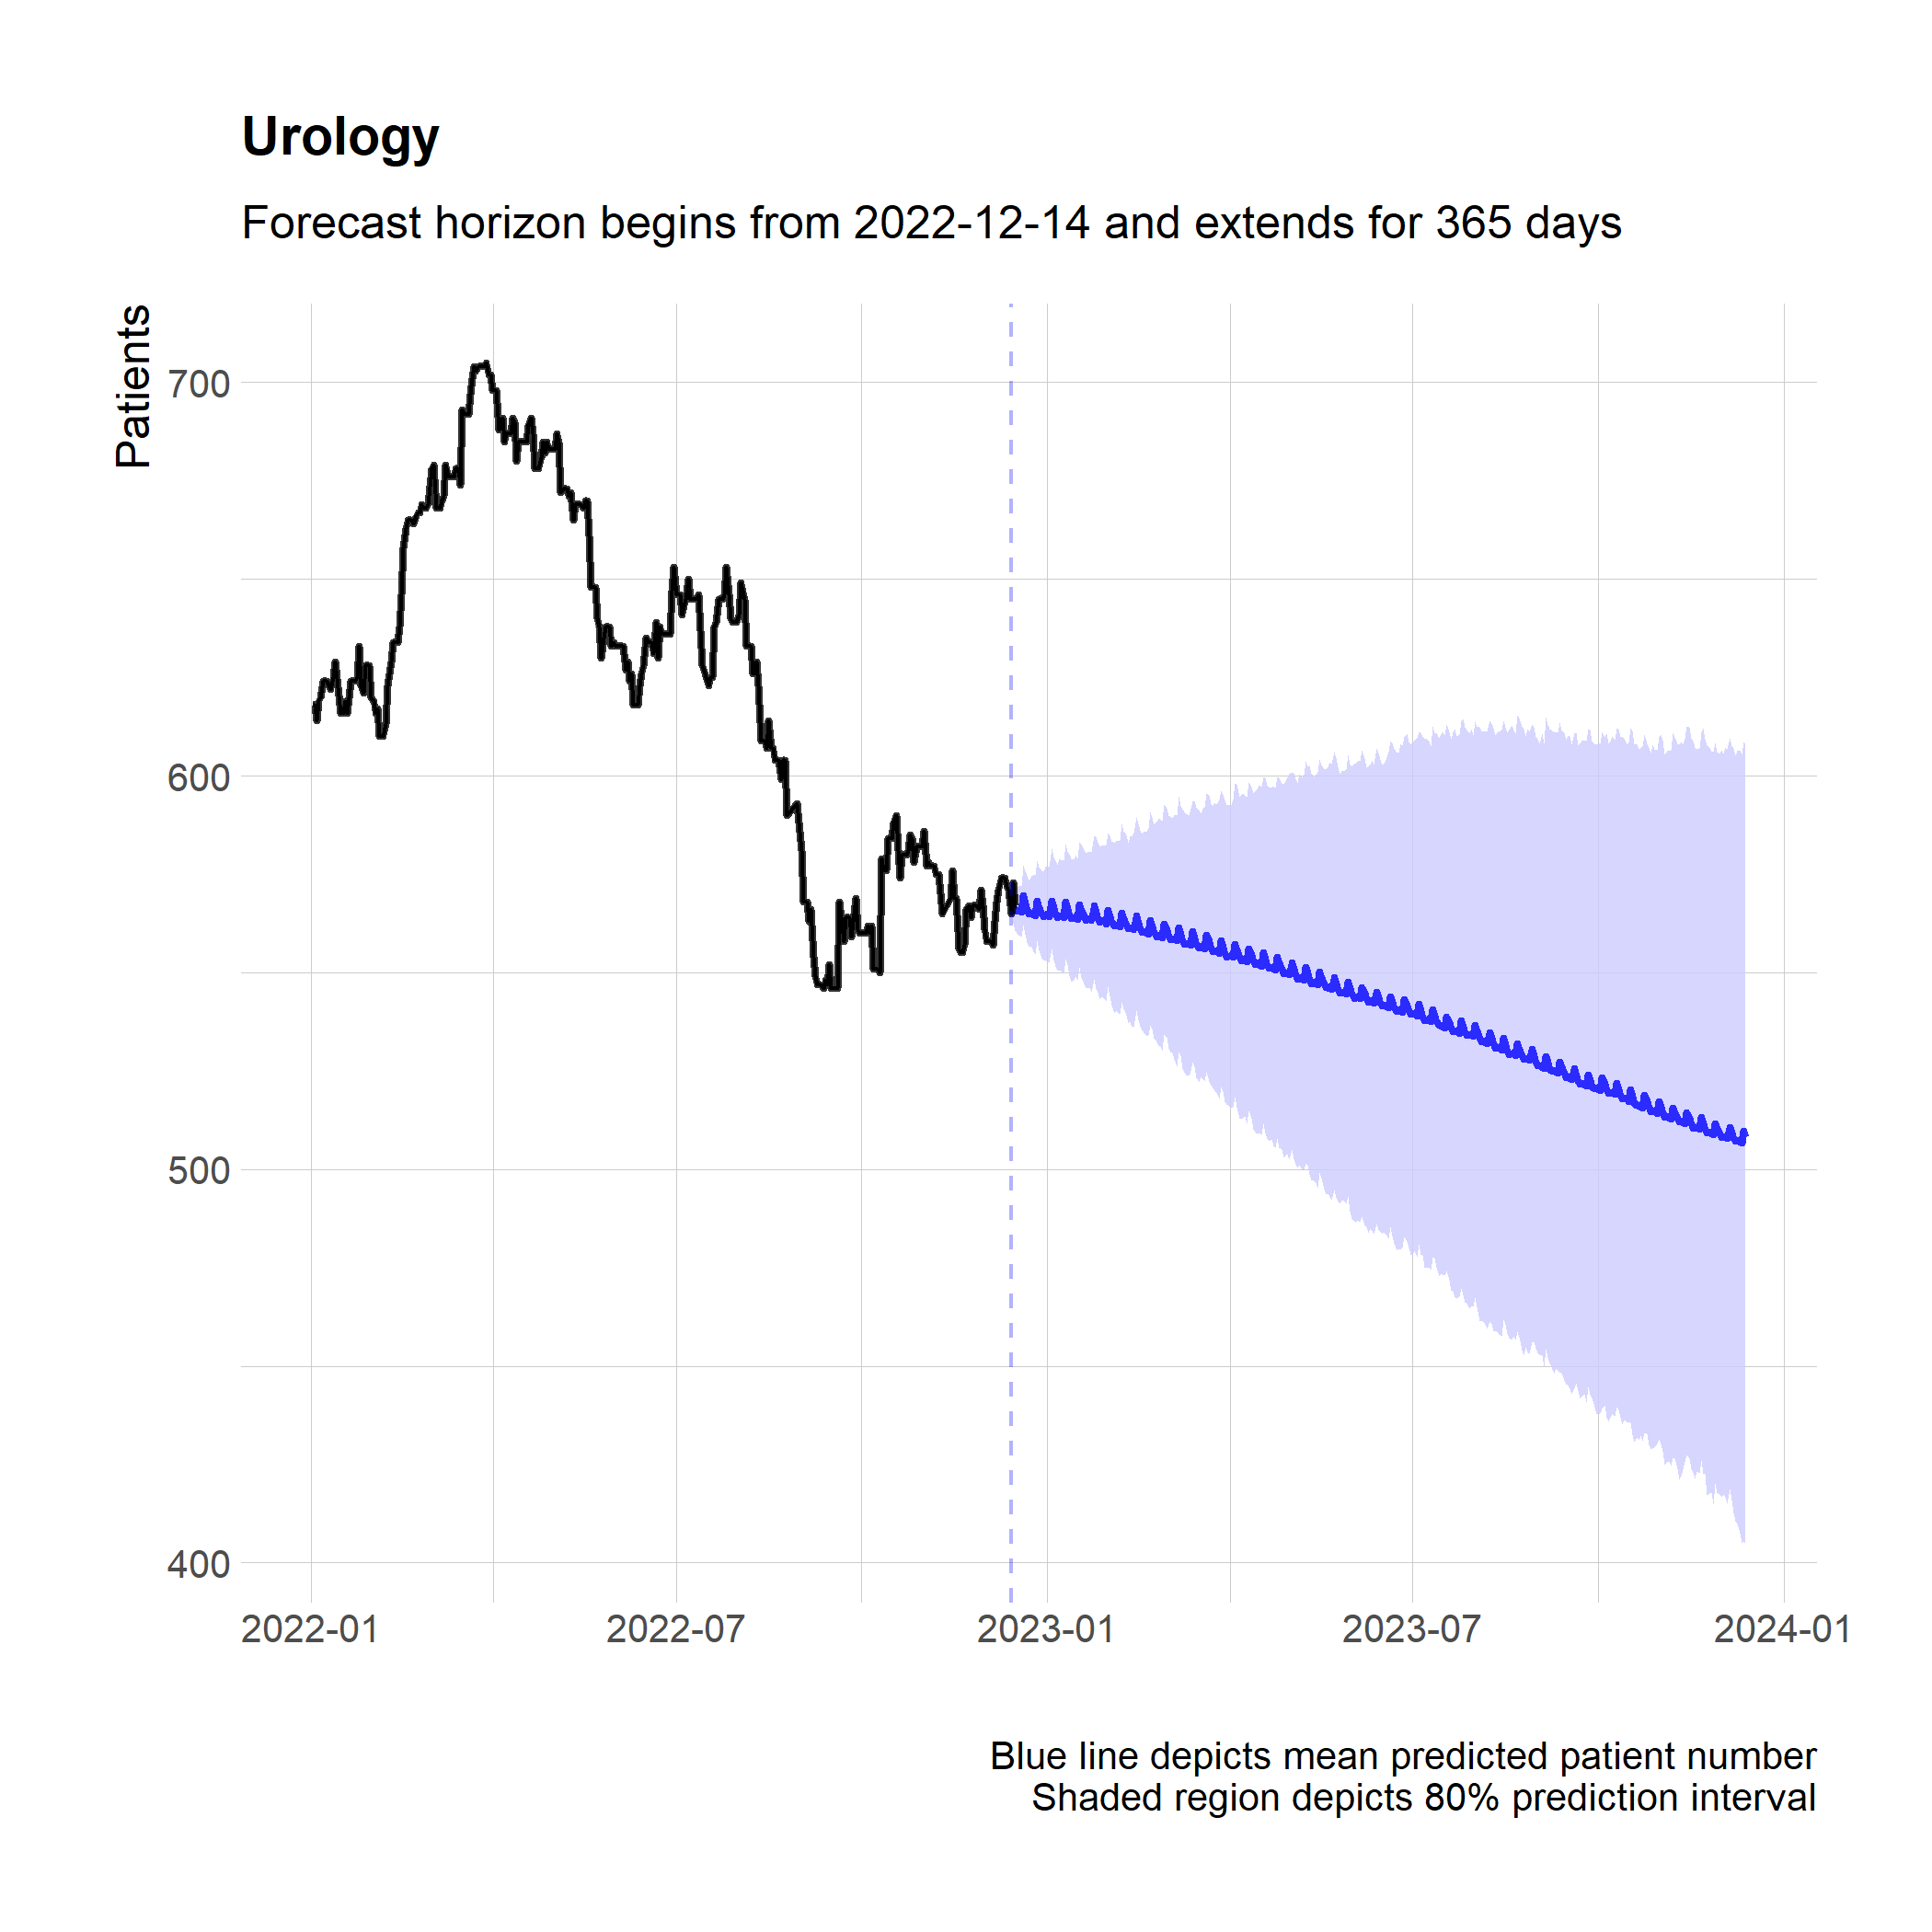 Urology
Forecast horizon begins from 2022-12-14 and extends for 365 days
Patients
700
600
500
400
2022-01
2022-07
2023-01
2023-07
2024-01
Blue line depicts mean predicted patient number
Shaded region depicts 80% prediction interval